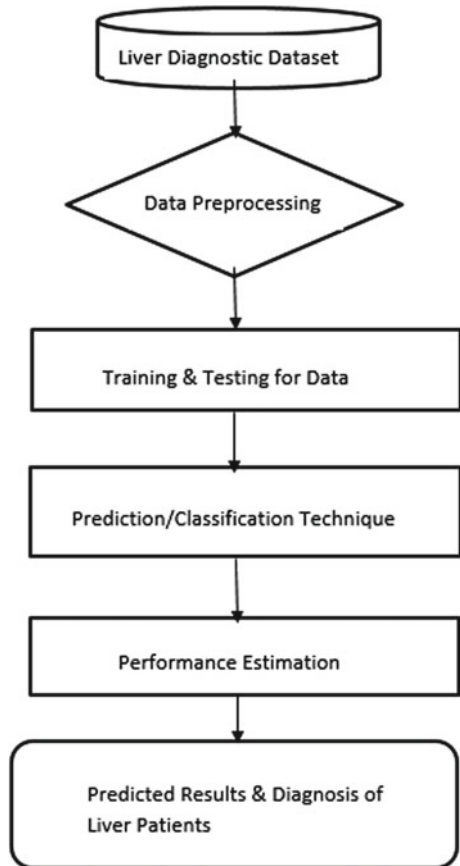 Liver Diagnostic Dataset
Data Preprocessing
Training & Testing for Data
Prediction/Classification Technique
Performance Estimation
Predicted Results & Diagnosis of
Liver Patients